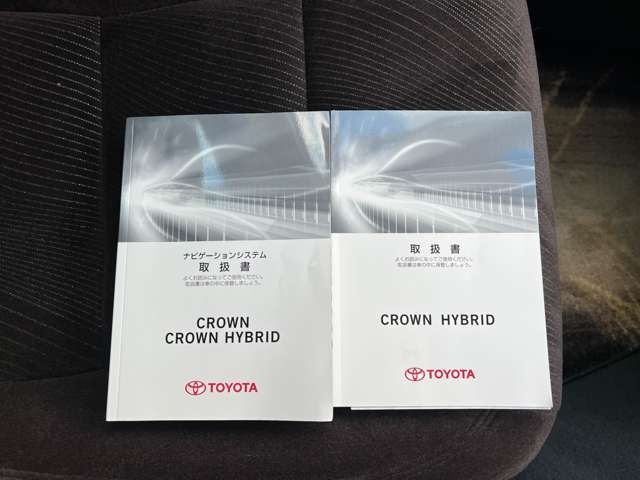 ナビゲーションシステム
取扱書
よくお読みになってご使用ください。
取扱書は車の中に保管しましょう。
CROWN
CROWN HYBRID
TOYOTA
取扱書
よくお読みになってご使用ください。
取扱書は車の中に保管しましょう。
CROWN HYBRID
TOYOTA